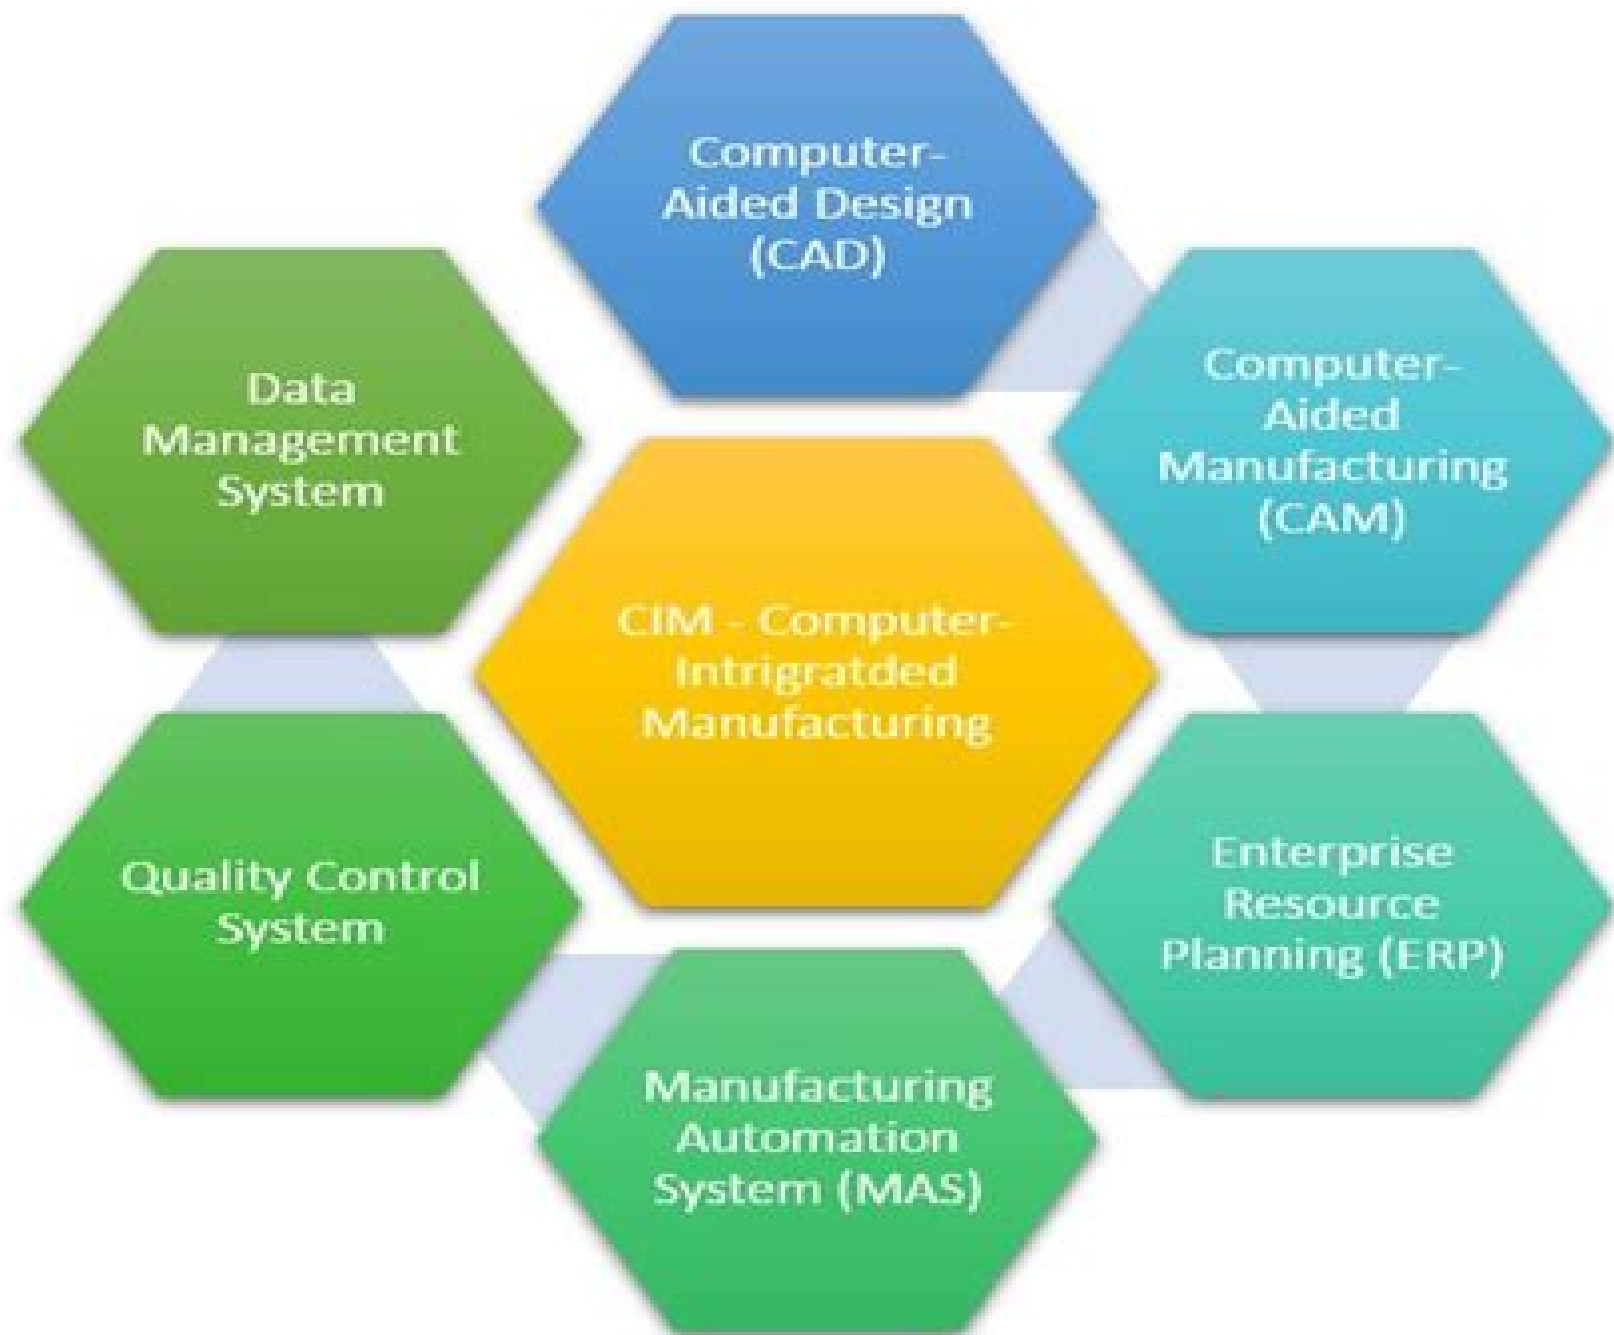 Computer-
Aided Design
(CAD)
Computer-
Aided
Manufacturing
(CAM)
Enterprise
Resource
Planning (ERP)
Manufacturing
Automation
System (MAS)
Quality Control
System
Data
Management
System
CIM - Computer-
Intrigratded
Manufacturing